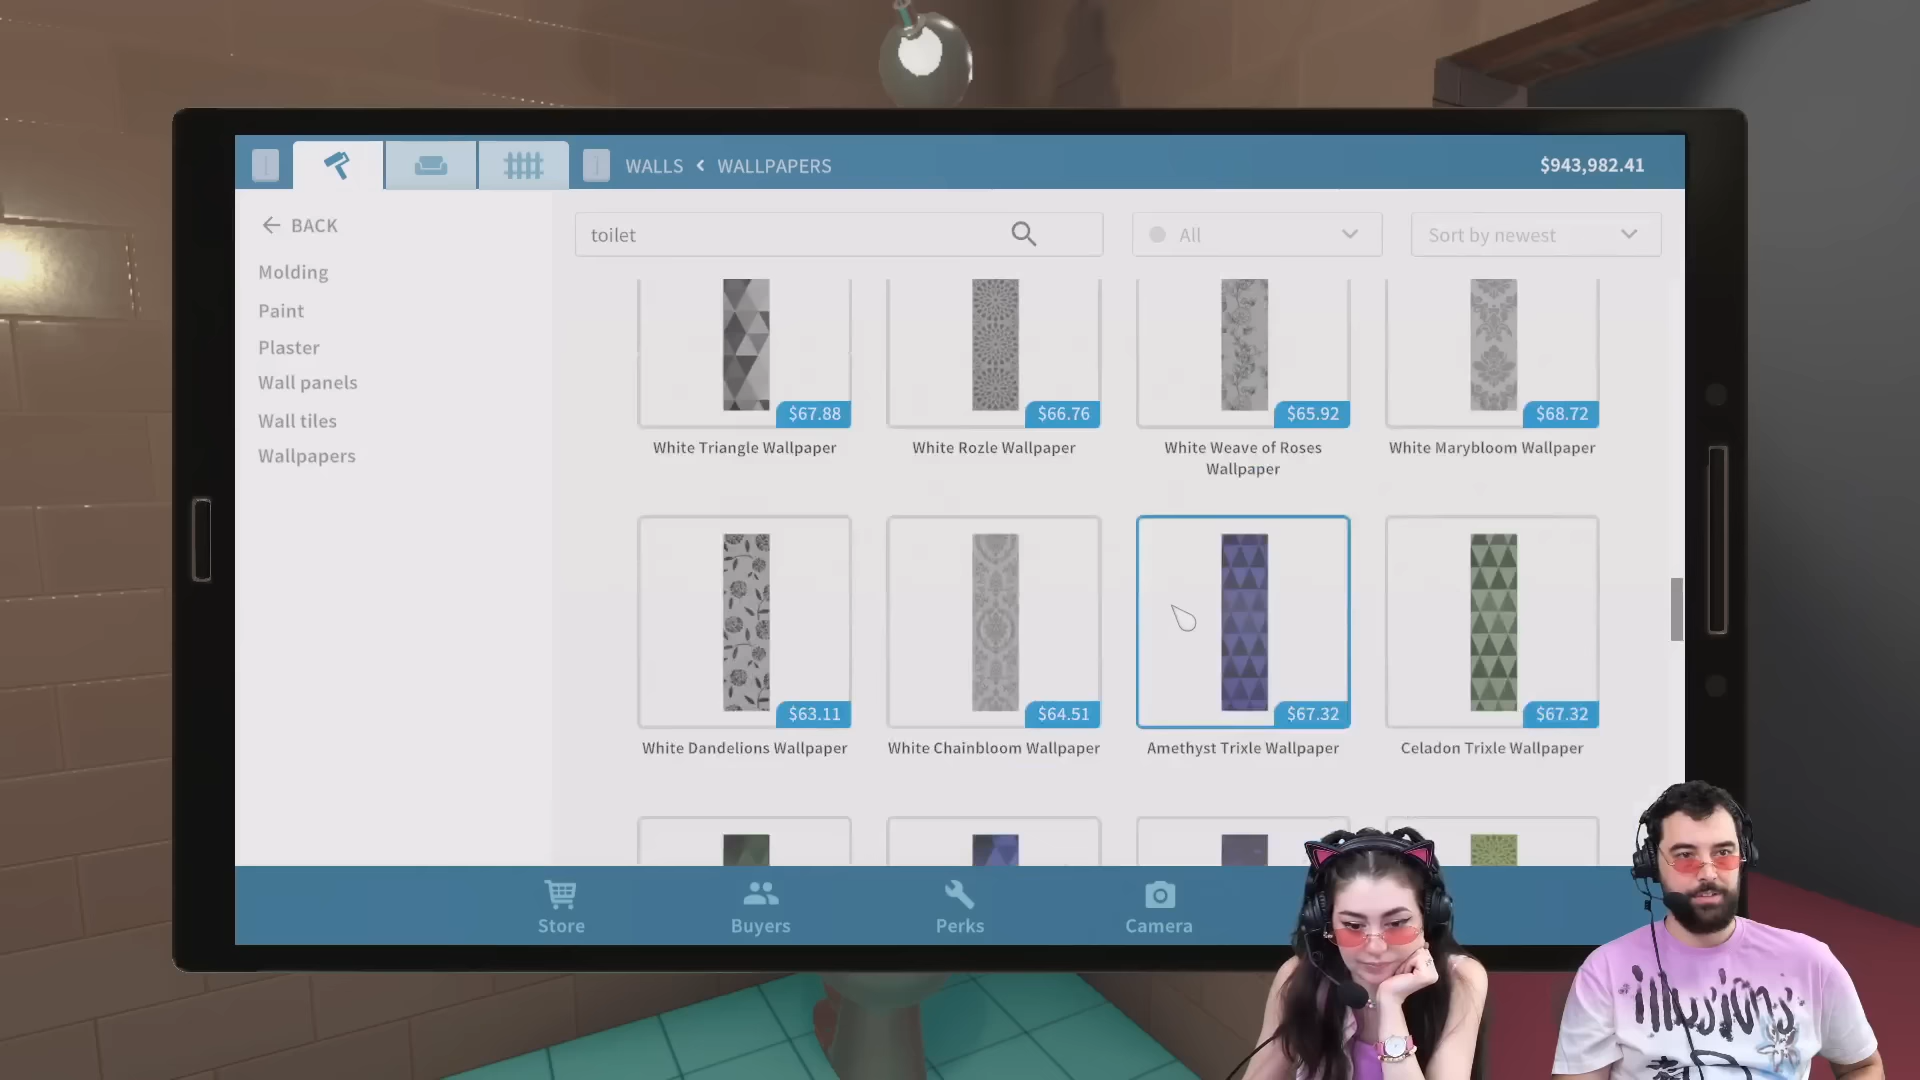 WALLS < WALLPAPERS
$943,982.41
BACK
Molding
Paint
Plaster
Wall panels
Wall tiles
Wallpapers
toilet
All
Sort by newest
$67.88
$66.76
$65.92
$68.72
White Triangle Wallpaper
White Rozle Wallpaper
White Weave of Roses
Wallpaper
White Marybloom Wallpaper
$63.11
$64.51
$67.32
$67.32
White Dandelions Wallpaper
White Chainbloom Wallpaper
Amethyst Trixle Wallpaper
Celadon Trixle Wallpaper
Store
Buyers
Perks
Camera